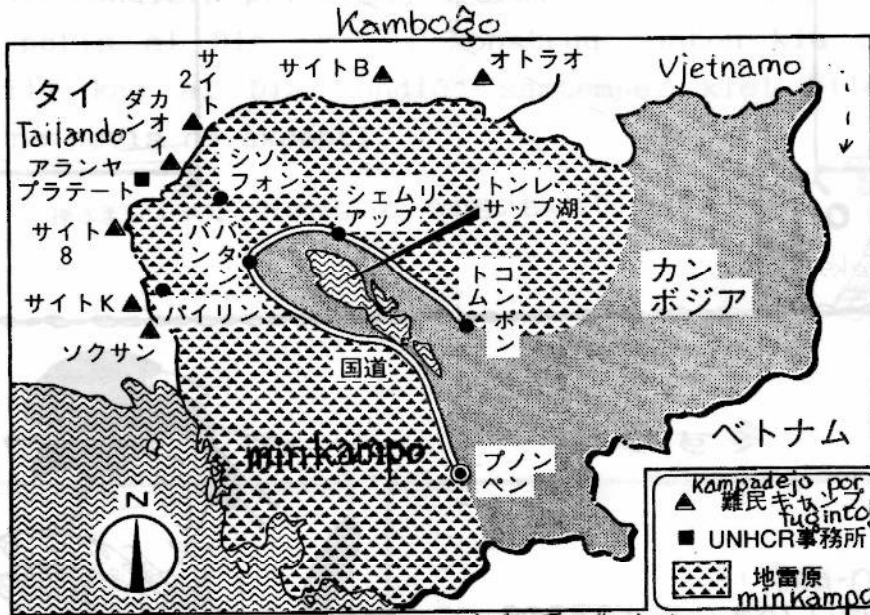 Kamboĝo
タイ
Tailando
サイト2
カオイダン
サイトB
オトラオ
Vjetnamo
アランヤ
プラテート
シソ
フォン
シェムリ
アップ
トンレ
サップ湖
サイト
8
バッタンバン
カン
ボジア
サイトK
パイリン
コンポントム
ソクサン
国道
minkampo
ベトナム
プノン
ペン
N
Kampadejo por
難民キャンプ
fuĝintoj
UNHCR事務所
地雷原
minkampo